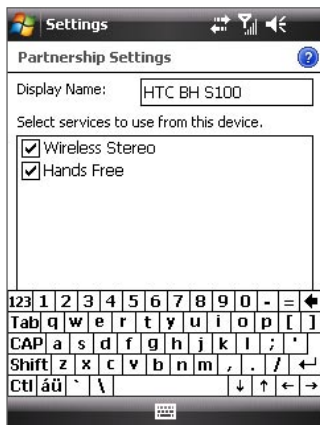 Settings
Partnership Settings
?
Display Name: HTC BH S100
Select services to use from this device.
Wireless Stereo
Hands Free
123 1 2 3 4 5 6 7 8 9 0 - =
Tab q w e r t y u i o p [ ]
CAP a s d f g h j k l ; '
Shift z x c v b n m , . /
Ctl áü ` \